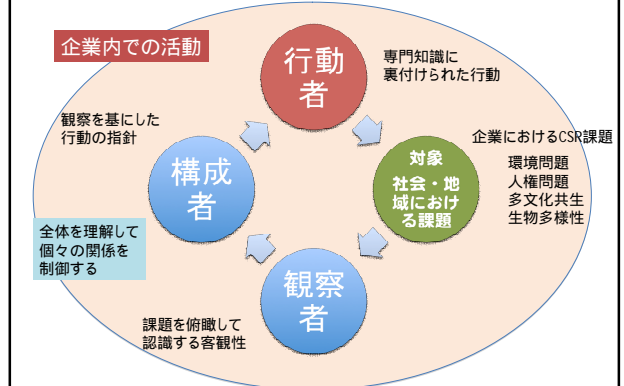 企業内での活動
行動
者
専門知識に
裏付けられた行動
観察を基にした
行動の指針
企業におけるCSR課題
環境問題
人権問題
多文化共生
生物多様性
対象
社会・地
域におけ
る課題
構成
者
全体を理解して
個々の関係を
制御する
観察
者
課題を俯瞰して
認識する客観性